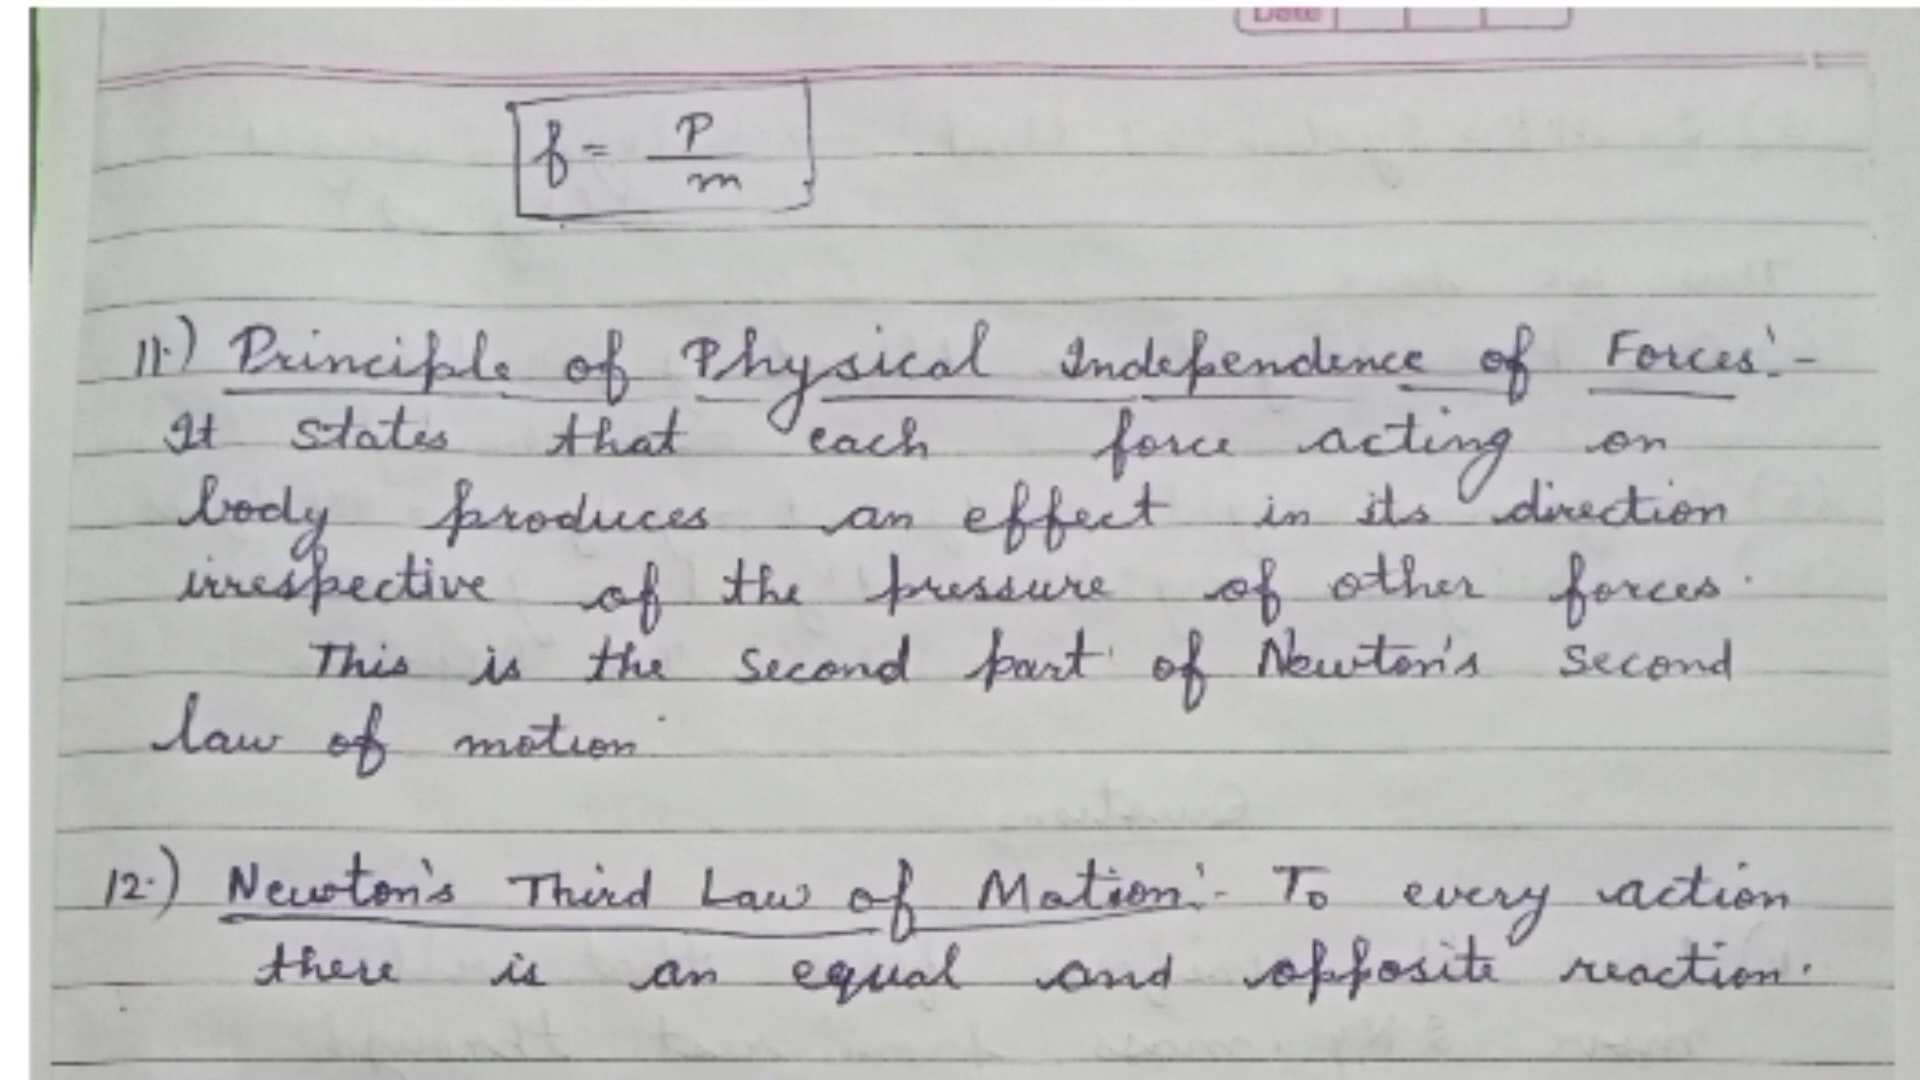 Date
f = P / m
11.) Principle of Physical Independence of Forces:-
It states that each force acting on
body produces an effect in its direction
irrespective of the pressure of other forces.
This is the second part of Newton's second
law of motion.
12.) Newton's Third Law of Motion:- To every action
there is an equal and opposite reaction.